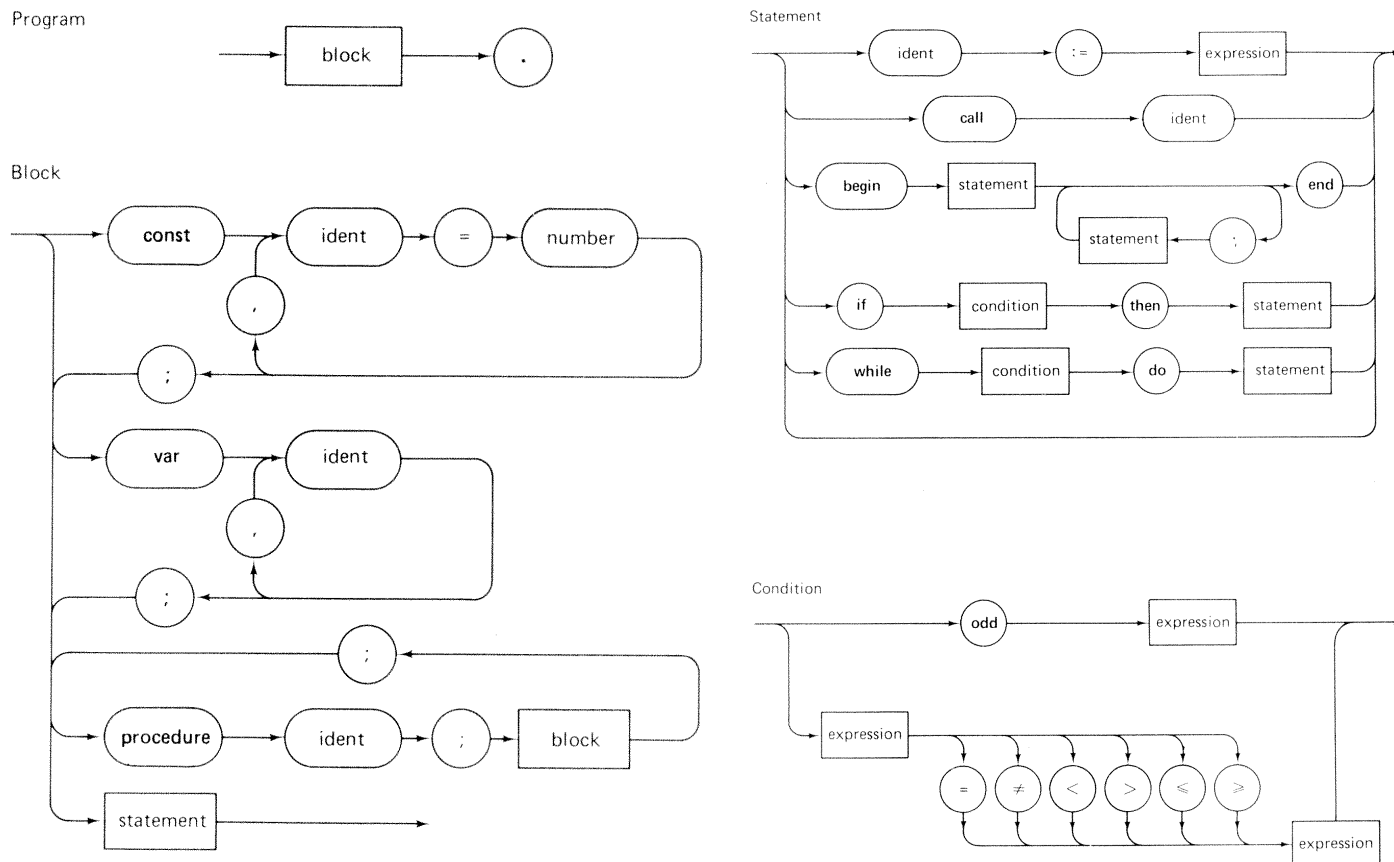 Program
block .
Block
const ident = number
,
;
var ident
,
;
;
procedure ident ; block
statement
Statement
ident := expression
call ident
begin statement end
statement ;
if condition then statement
while condition do statement
Condition
odd expression
expression
= ≠ < > ⩽ ⩾
expression